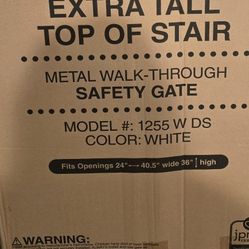 EXTRA TALL
TOP OF STAIR
METAL WALK-THROUGH
SAFETY GATE
MODEL #: 1255 W DS
COLOR: WHITE
Fits Openings 24" ⟷ 40.5" wide 36" ↕ high
WARNING: